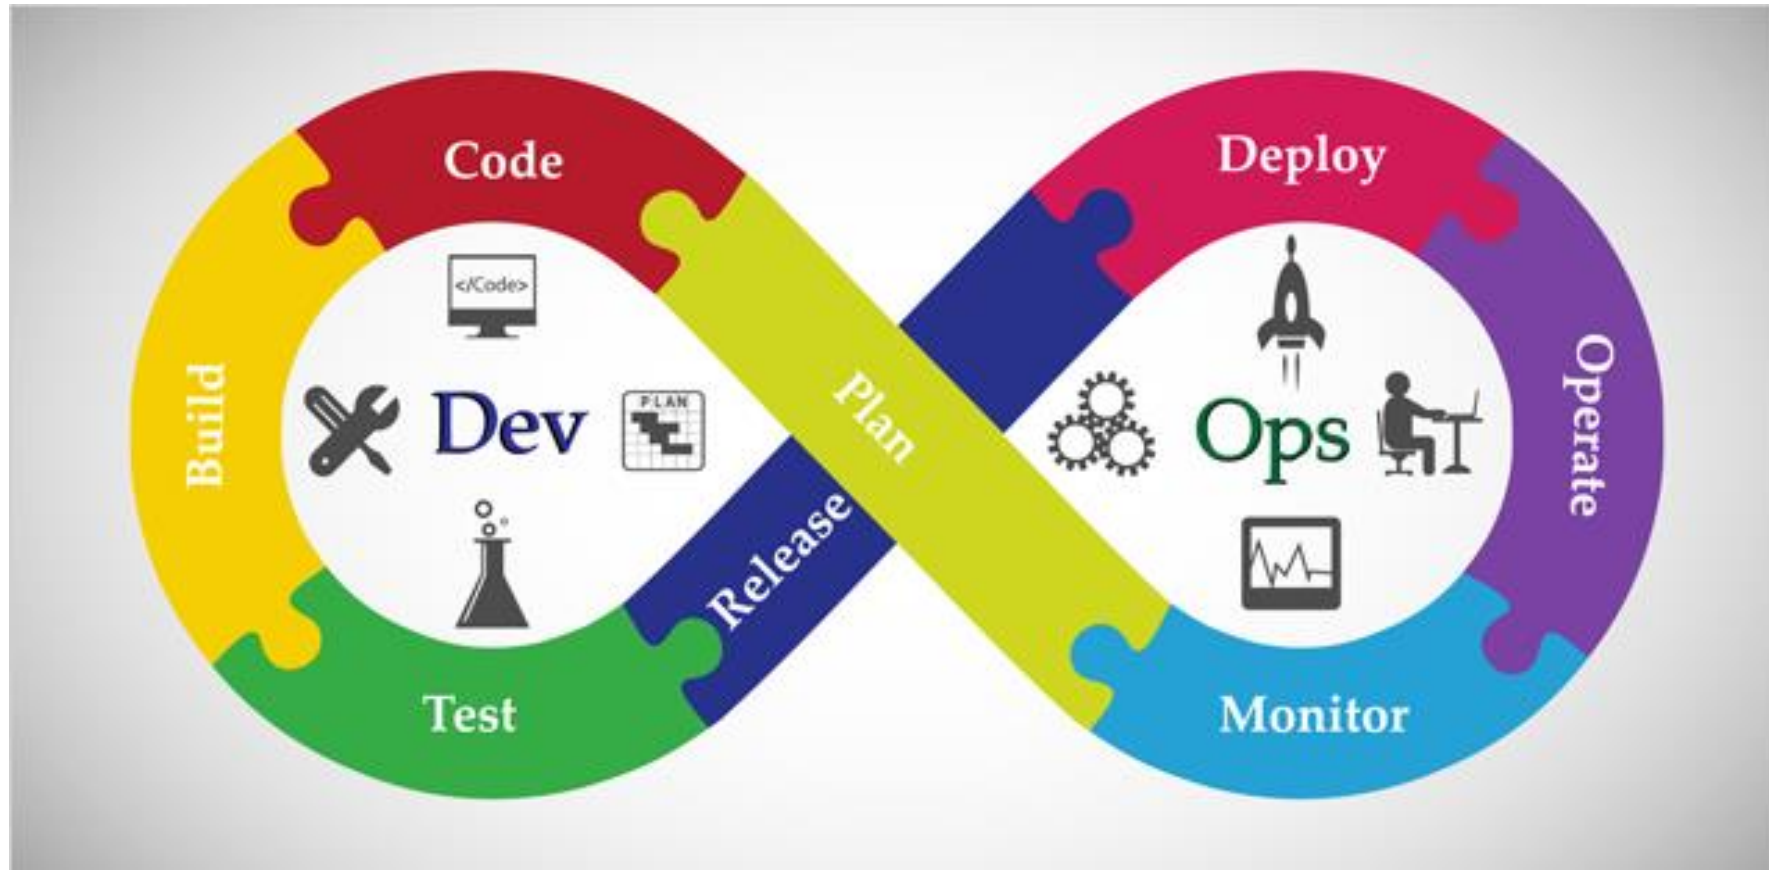 Code
Deploy
</Code>
Build
Dev
PLAN
Plan
Release
Ops
Operate
Test
Monitor